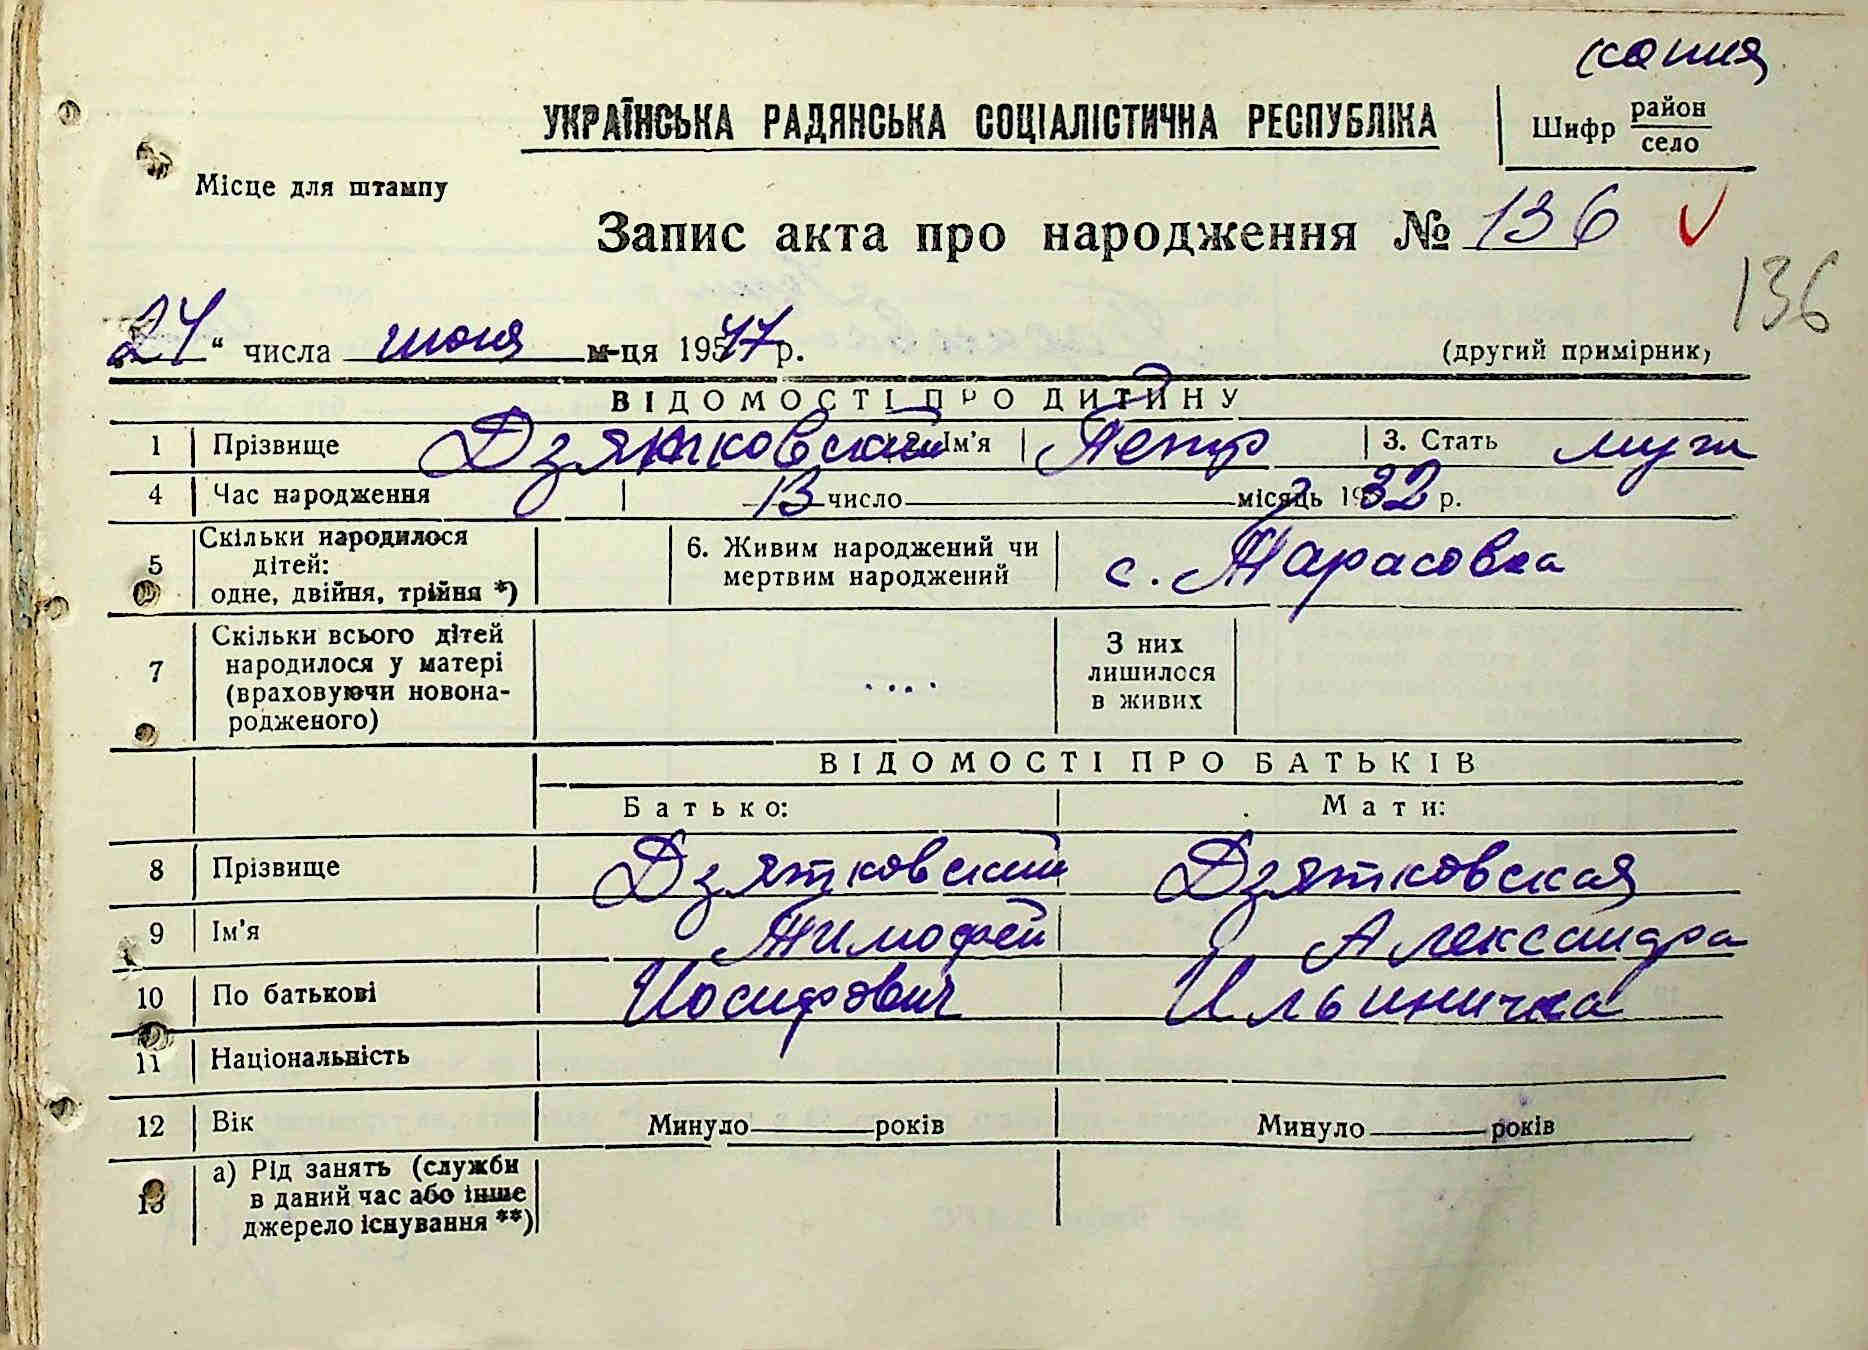 копия
УКРАЇНСЬКА РАДЯНСЬКА СОЦІАЛІСТИЧНА РЕСПУБЛІКА
Шифр район
село
Місце для штампу
Запис акта про народження № 136
136
"24" числа июня м-ця 1947 р.
(другий примірник)
ВІДОМОСТІ ПРО ДИТИНУ
1 Прізвище Дзятковский 2. Ім'я Петр 3. Стать муж
4 Час народження 13 число місяць 1932 р.
5 Скільки народилося дітей: одне, двійня, трійня *) 6. Живим народжений чи мертвим народжений с. Тарасовка
7 Скільки всього дітей народилося у матері (враховуючи новонародженого) З них лишилося в живих
ВІДОМОСТІ ПРО БАТЬКІВ
Батько: Мати:
8 Прізвище Дзятковский Дзятковская
9 Ім'я Тимофей Александра
10 По батькові Иосифович Ильинична
11 Національність
12 Вік Минуло років Минуло років
13 а) Рід занять (служби в даний час або інше джерело існування **)